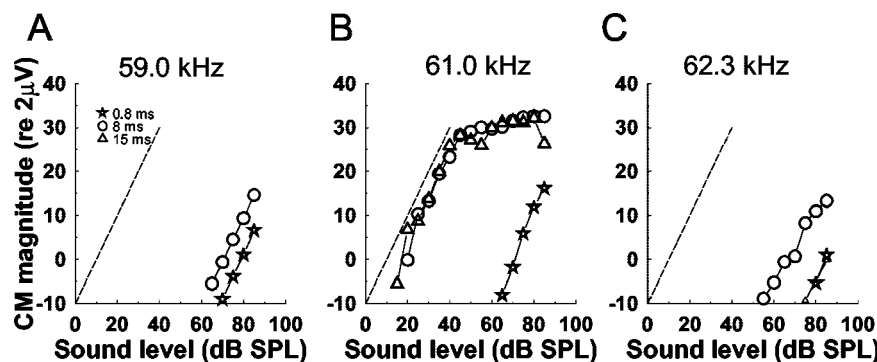 A
B
C
59.0 kHz
61.0 kHz
62.3 kHz
CM magnitude (re 2μV)
40
30
20
10
0
-10
0.8 ms
8 ms
15 ms
0 20 40 60 80 100
Sound level (dB SPL)
40
30
20
10
0
-10
0 20 40 60 80 100
Sound level (dB SPL)
40
30
20
10
0
-10
0 20 40 60 80 100
Sound level (dB SPL)